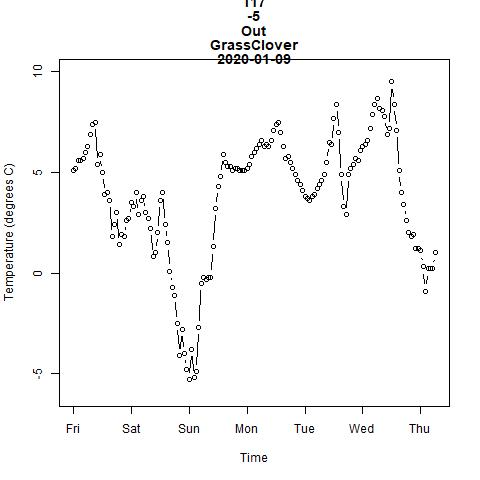 T17
-5
Out
GrassClover
2020-01-09
10
5
0
-5
Temperature (degrees C)
Fri Sat Sun Mon Tue Wed Thu
Time